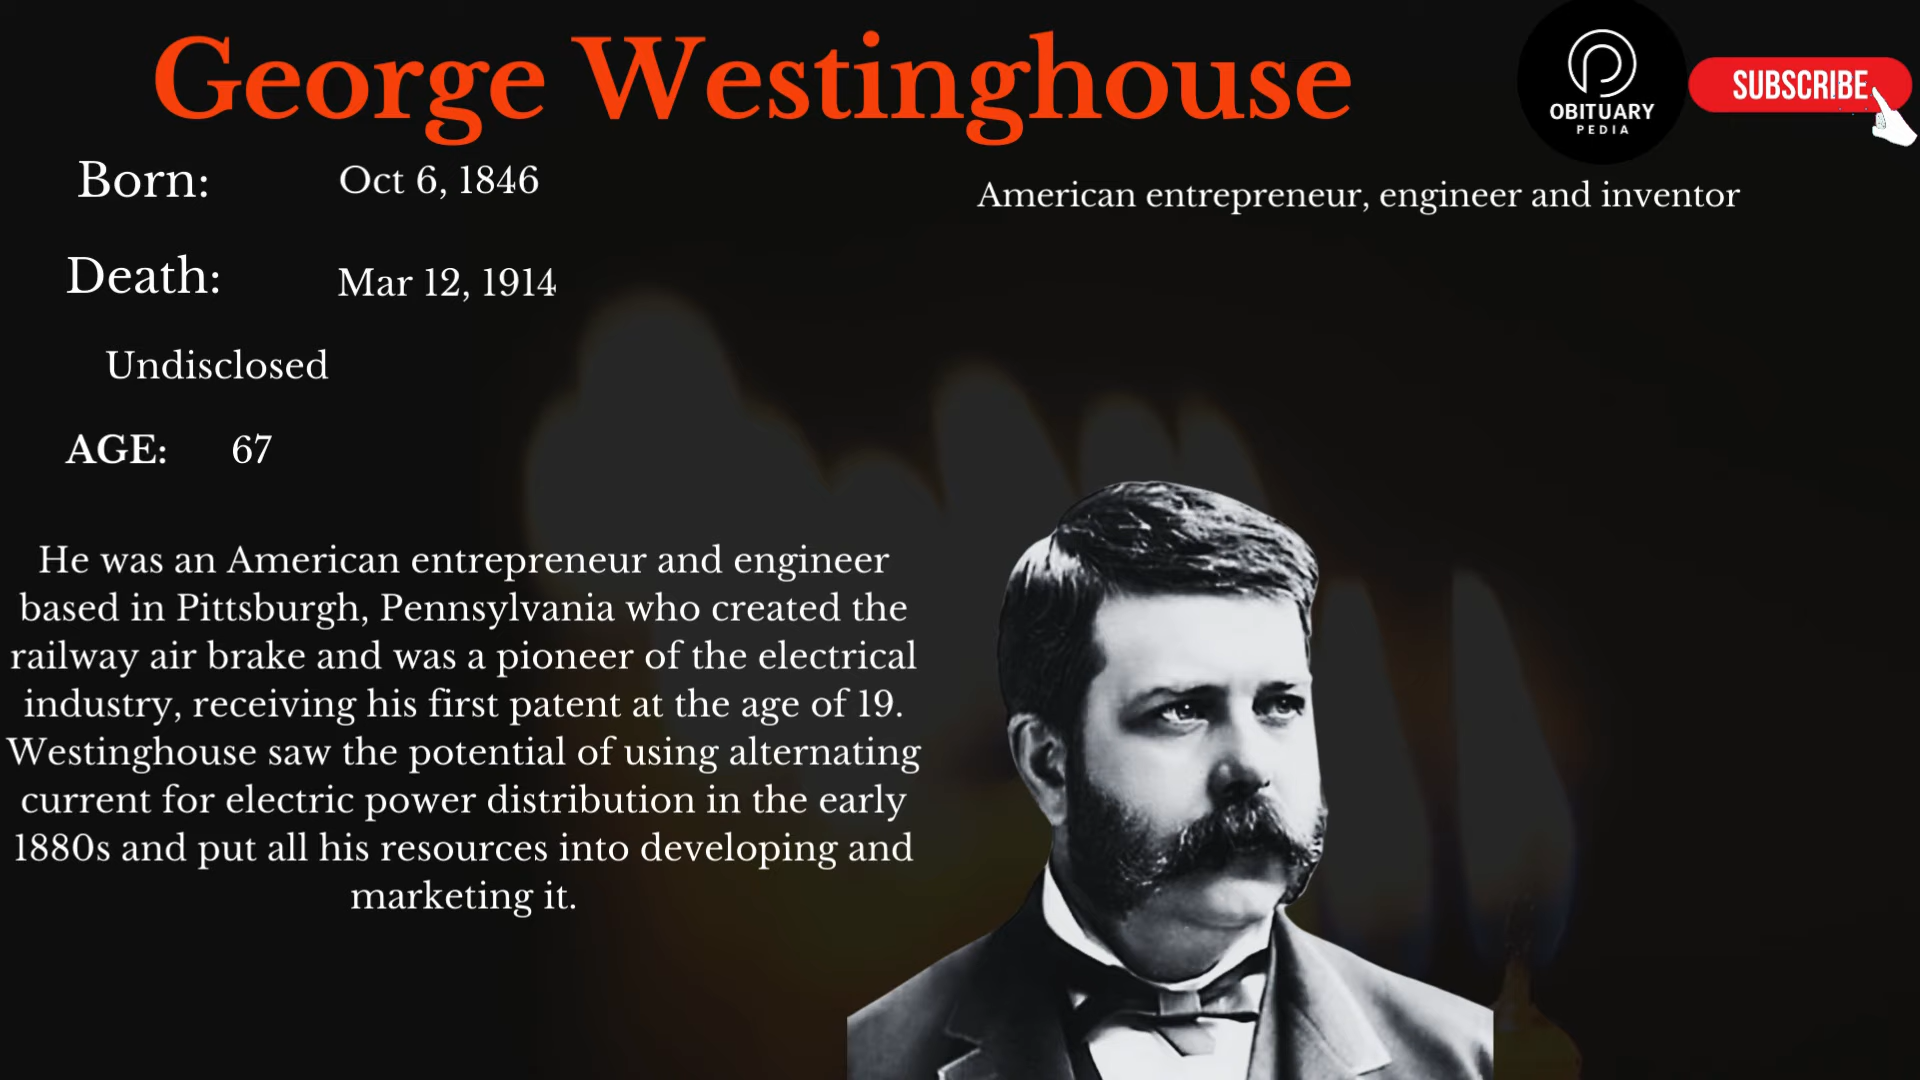 George Westinghouse
OBITUARY
PEDIA
SUBSCRIBE
Born: Oct 6, 1846
American entrepreneur, engineer and inventor
Death: Mar 12, 1914
Undisclosed
AGE: 67
He was an American entrepreneur and engineer
based in Pittsburgh, Pennsylvania who created the
railway air brake and was a pioneer of the electrical
industry, receiving his first patent at the age of 19.
Westinghouse saw the potential of using alternating
current for electric power distribution in the early
1880s and put all his resources into developing and
marketing it.